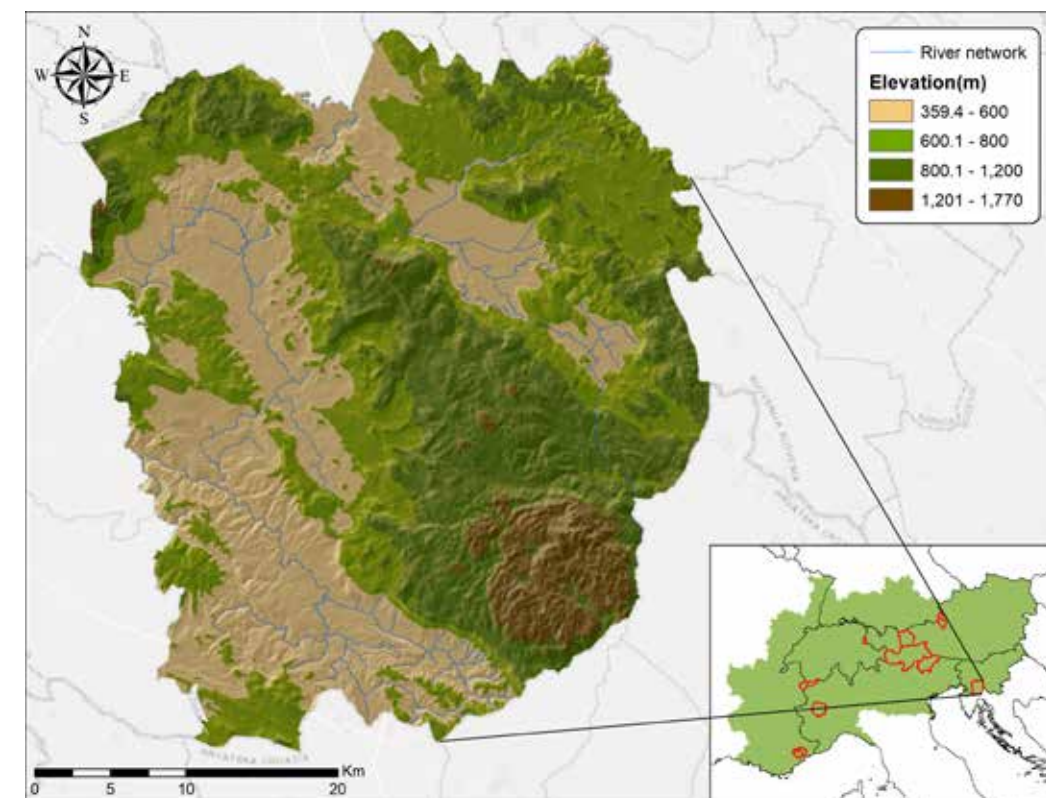 N
W E
S
River network
Elevation(m)
359.4 - 600
600.1 - 800
800.1 - 1,200
1,201 - 1,770
Km
0 5 10 20